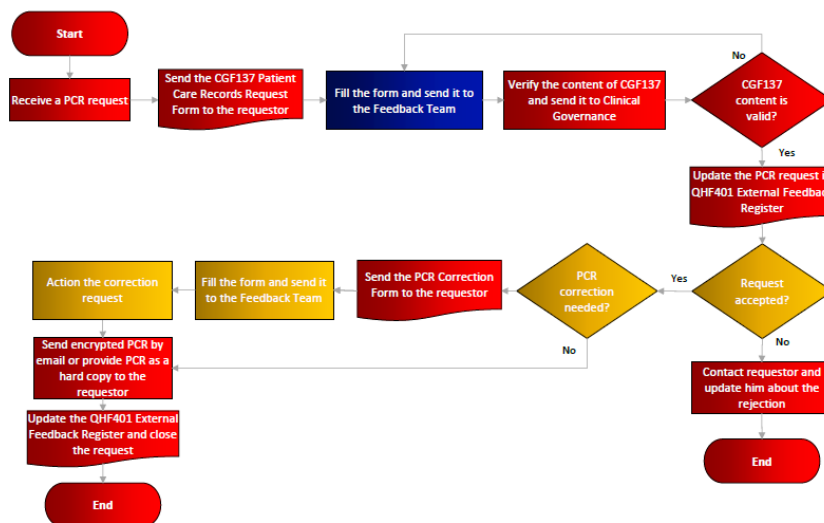 Start
No
Receive a PCR request
Send the CGF137 Patient
Care Records Request
Form to the requestor
Fill the form and send it to
the Feedback Team
Verify the content of CGF137
and send it to Clinical
Governance
CGF137
content is
valid?
Yes
Update the PCR request i
QHF401 External Feedback
Register
Action the correction
request
Fill the form and send it
to the Feedback Team
Send the PCR Correction
Form to the requestor
PCR
correction
needed?
Yes
Request
accepted?
No
No
Send encrypted PCR by
email or provide PCR as a
hard copy to the
requestor
Contact requestor and
update him about the
rejection
Update the QHF401 External
Feedback Register and close
the request
End
End